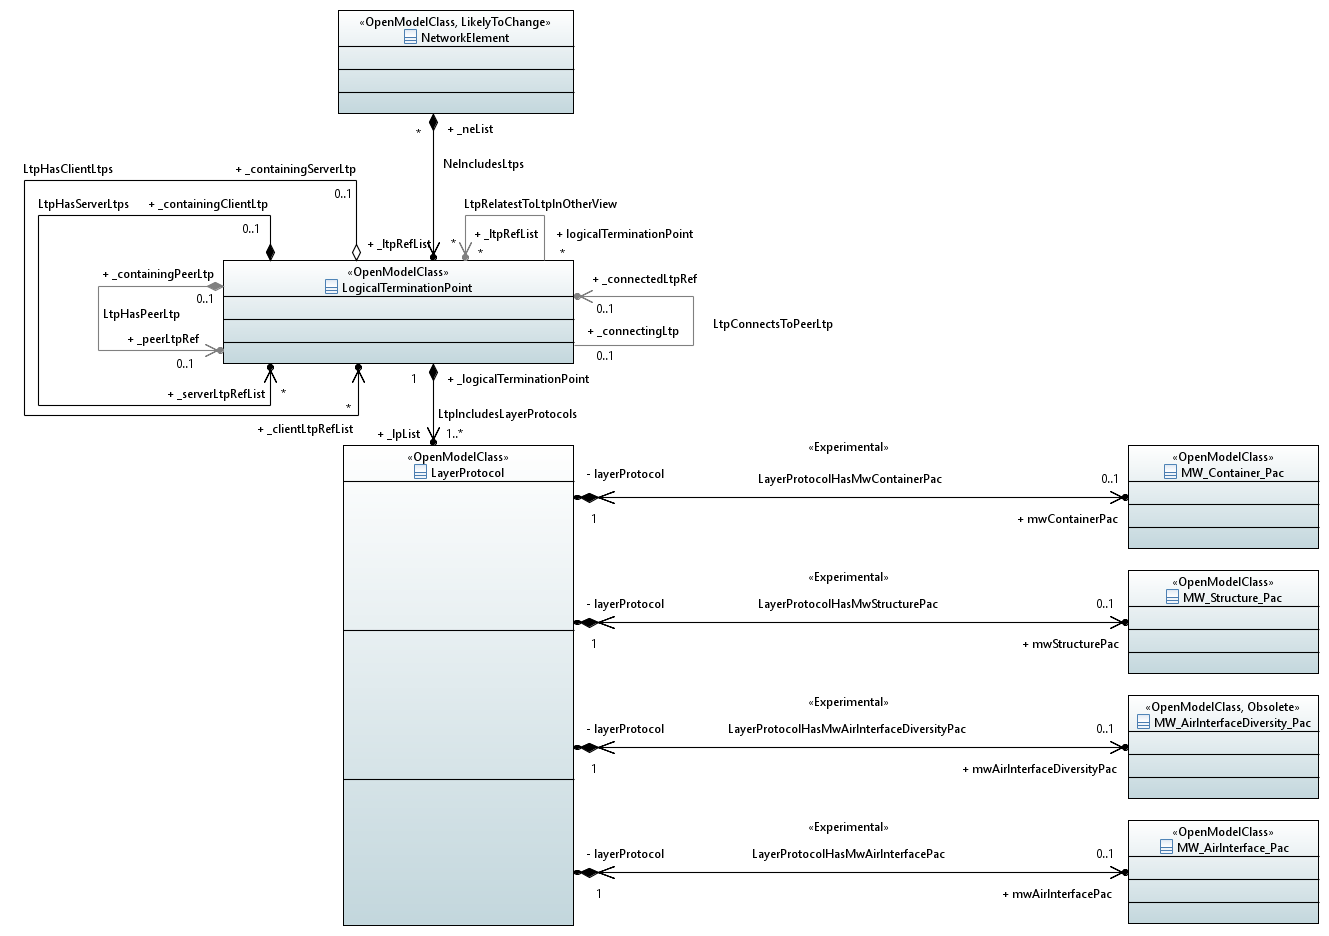 «OpenModelClass, LikelyToChange»
NetworkElement
*
+ _neList
NeIncludesLtps
LtpHasClientLtps
+ _containingServerLtp
0..1
LtpHasServerLtps
+ _containingClientLtp
0..1
LtpRelatestToLtpInOtherView
+ _ltpRefList
*
+ _ltpRefList
*
+ logicalTerminationPoint
*
«OpenModelClass»
LogicalTerminationPoint
+ _containingPeerLtp
0..1
LtpHasPeerLtp
+ _peerLtpRef
0..1
+ _connectedLtpRef
0..1
LtpConnectsToPeerLtp
+ _connectingLtp
0..1
+ _serverLtpRefList
*
*
+ _clientLtpRefList
1
+ _logicalTerminationPoint
LtpIncludesLayerProtocols
+ _lpList
1..*
«OpenModelClass»
LayerProtocol
«Experimental»
- layerProtocol
LayerProtocolHasMwContainerPac
0..1
1
+ mwContainerPac
«OpenModelClass»
MW_Container_Pac
«Experimental»
- layerProtocol
LayerProtocolHasMwStructurePac
0..1
1
+ mwStructurePac
«OpenModelClass»
MW_Structure_Pac
«Experimental»
- layerProtocol
LayerProtocolHasMwAirInterfaceDiversityPac
0..1
1
+ mwAirInterfaceDiversityPac
«OpenModelClass, Obsolete»
MW_AirInterfaceDiversity_Pac
«Experimental»
- layerProtocol
LayerProtocolHasMwAirInterfacePac
0..1
1
+ mwAirInterfacePac
«OpenModelClass»
MW_AirInterface_Pac